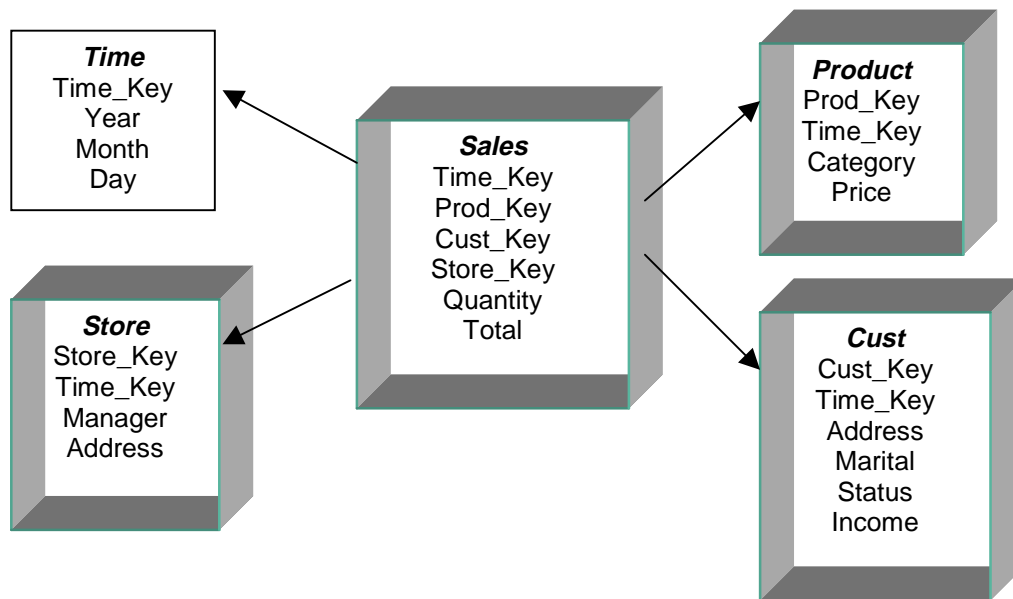 Time
Time_Key
Year
Month
Day
Sales
Time_Key
Prod_Key
Cust_Key
Store_Key
Quantity
Total
Product
Prod_Key
Time_Key
Category
Price
Store
Store_Key
Time_Key
Manager
Address
Cust
Cust_Key
Time_Key
Address
Marital
Status
Income